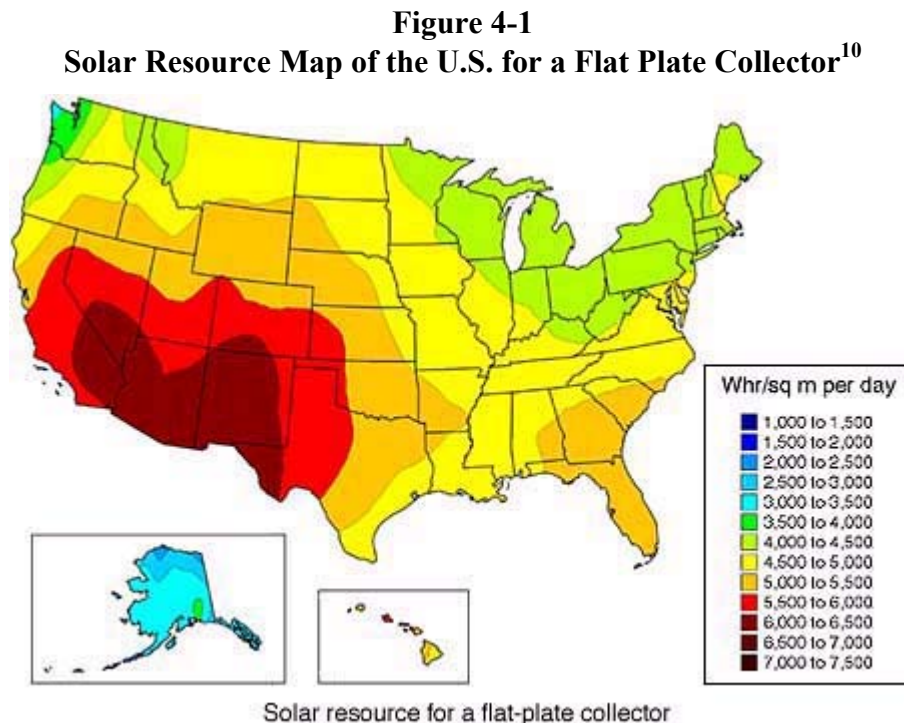 Figure 4-1
Solar Resource Map of the U.S. for a Flat Plate Collector10
Whr/sq m per day
1,000 to 1,500
1,500 to 2,000
2,000 to 2,500
2,500 to 3,000
3,000 to 3,500
3,500 to 4,000
4,000 to 4,500
4,500 to 5,000
5,000 to 5,500
5,500 to 6,000
6,000 to 6,500
6,500 to 7,000
7,000 to 7,500
Solar resource for a flat-plate collector